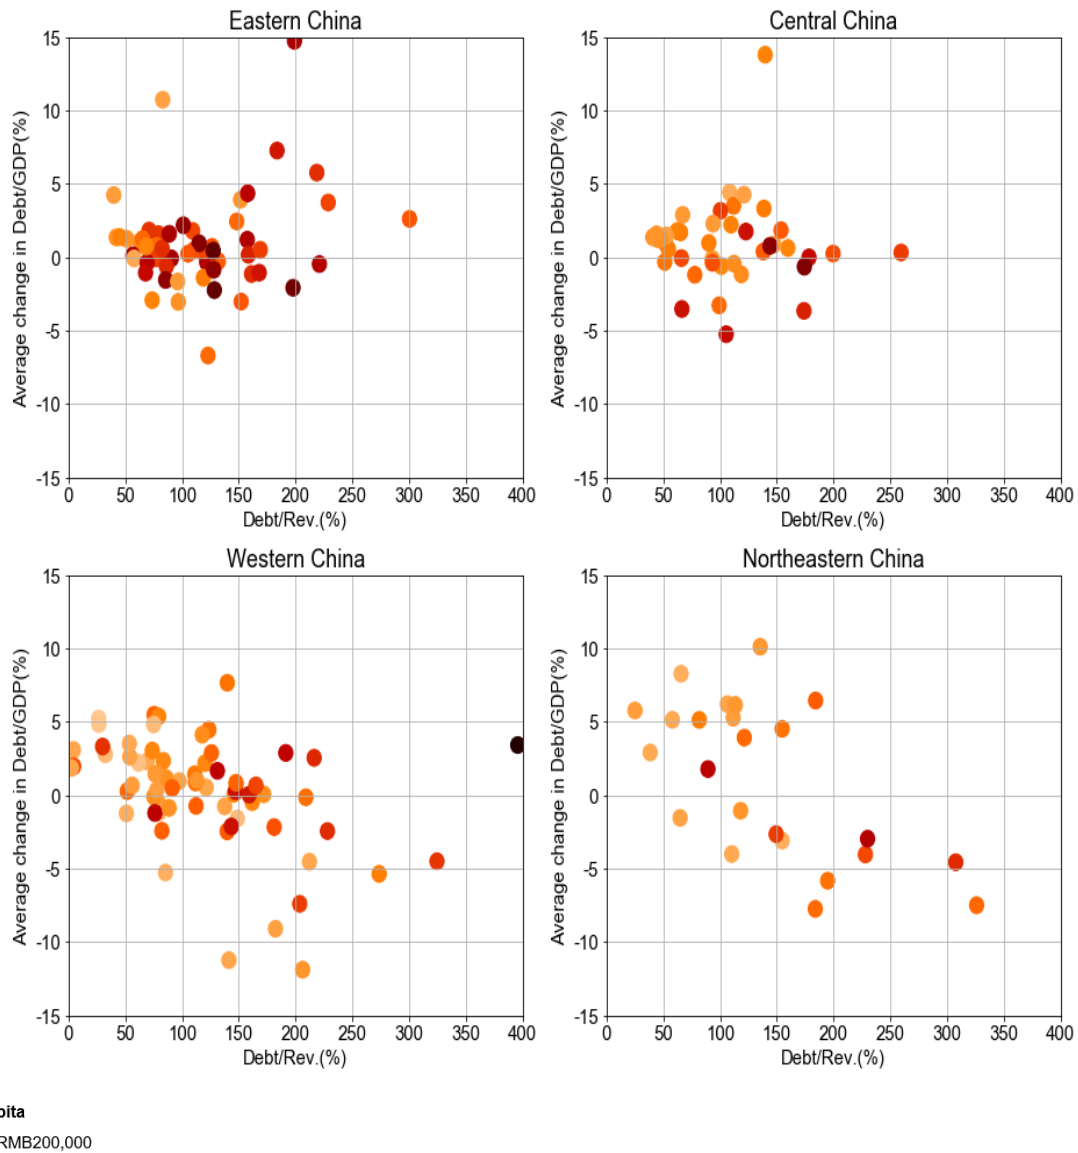 Eastern China
15
10
5
0
-5
-10
-15
Average change in Debt/GDP(%)
0 50 100 150 200 250 300 350 400
Debt/Rev.(%)
Central China
15
10
5
0
-5
-10
-15
Average change in Debt/GDP(%)
0 50 100 150 200 250 300 350 400
Debt/Rev.(%)
Western China
15
10
5
0
-5
-10
-15
Average change in Debt/GDP(%)
0 50 100 150 200 250 300 350 400
Debt/Rev.(%)
Northeastern China
15
10
5
0
-5
-10
-15
Average change in Debt/GDP(%)
0 50 100 150 200 250 300 350 400
Debt/Rev.(%)
pita
RMB200,000